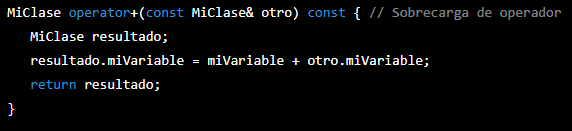 MiClase operator+(const MiClase& otro) const { // Sobrecarga de operador
MiClase resultado;
resultado.miVariable = miVariable + otro.miVariable;
return resultado;
}